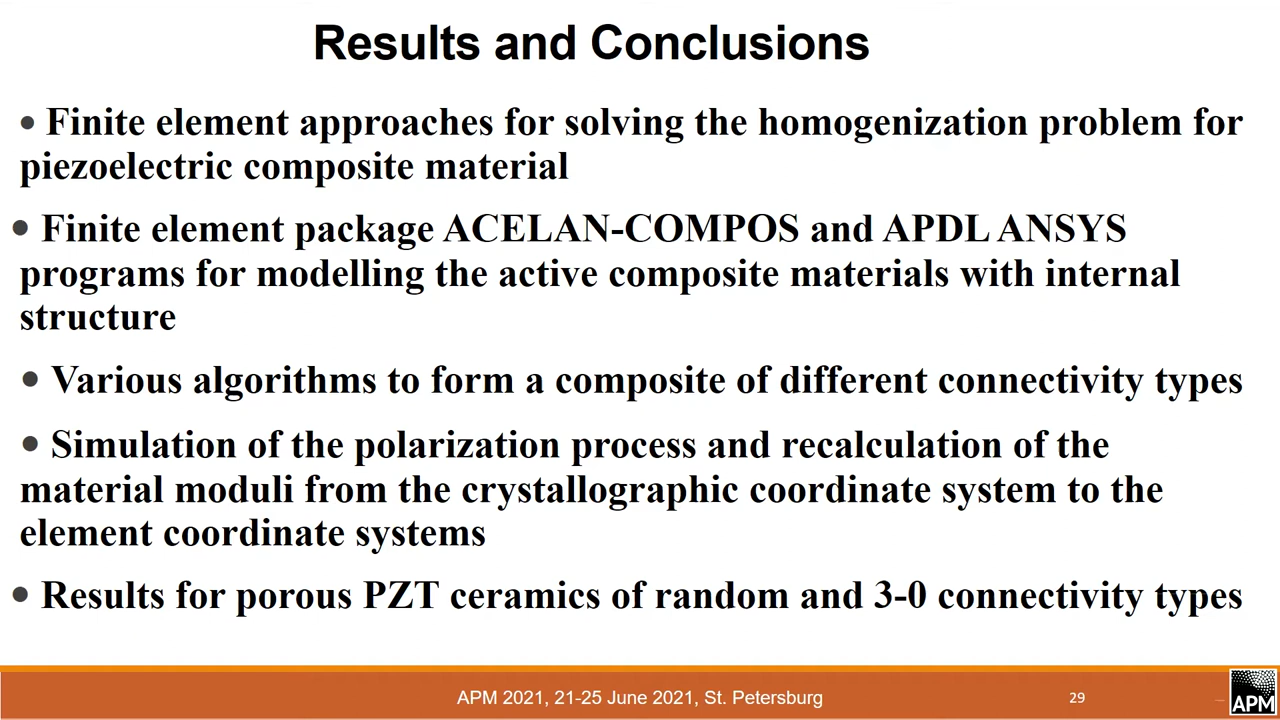 Results and Conclusions
• Finite element approaches for solving the homogenization problem for
piezoelectric composite material
• Finite element package ACELAN-COMPOS and APDL ANSYS
programs for modelling the active composite materials with internal
structure
• Various algorithms to form a composite of different connectivity types
• Simulation of the polarization process and recalculation of the
material moduli from the crystallographic coordinate system to the
element coordinate systems
• Results for porous PZT ceramics of random and 3-0 connectivity types
APM 2021, 21-25 June 2021, St. Petersburg
29
APM